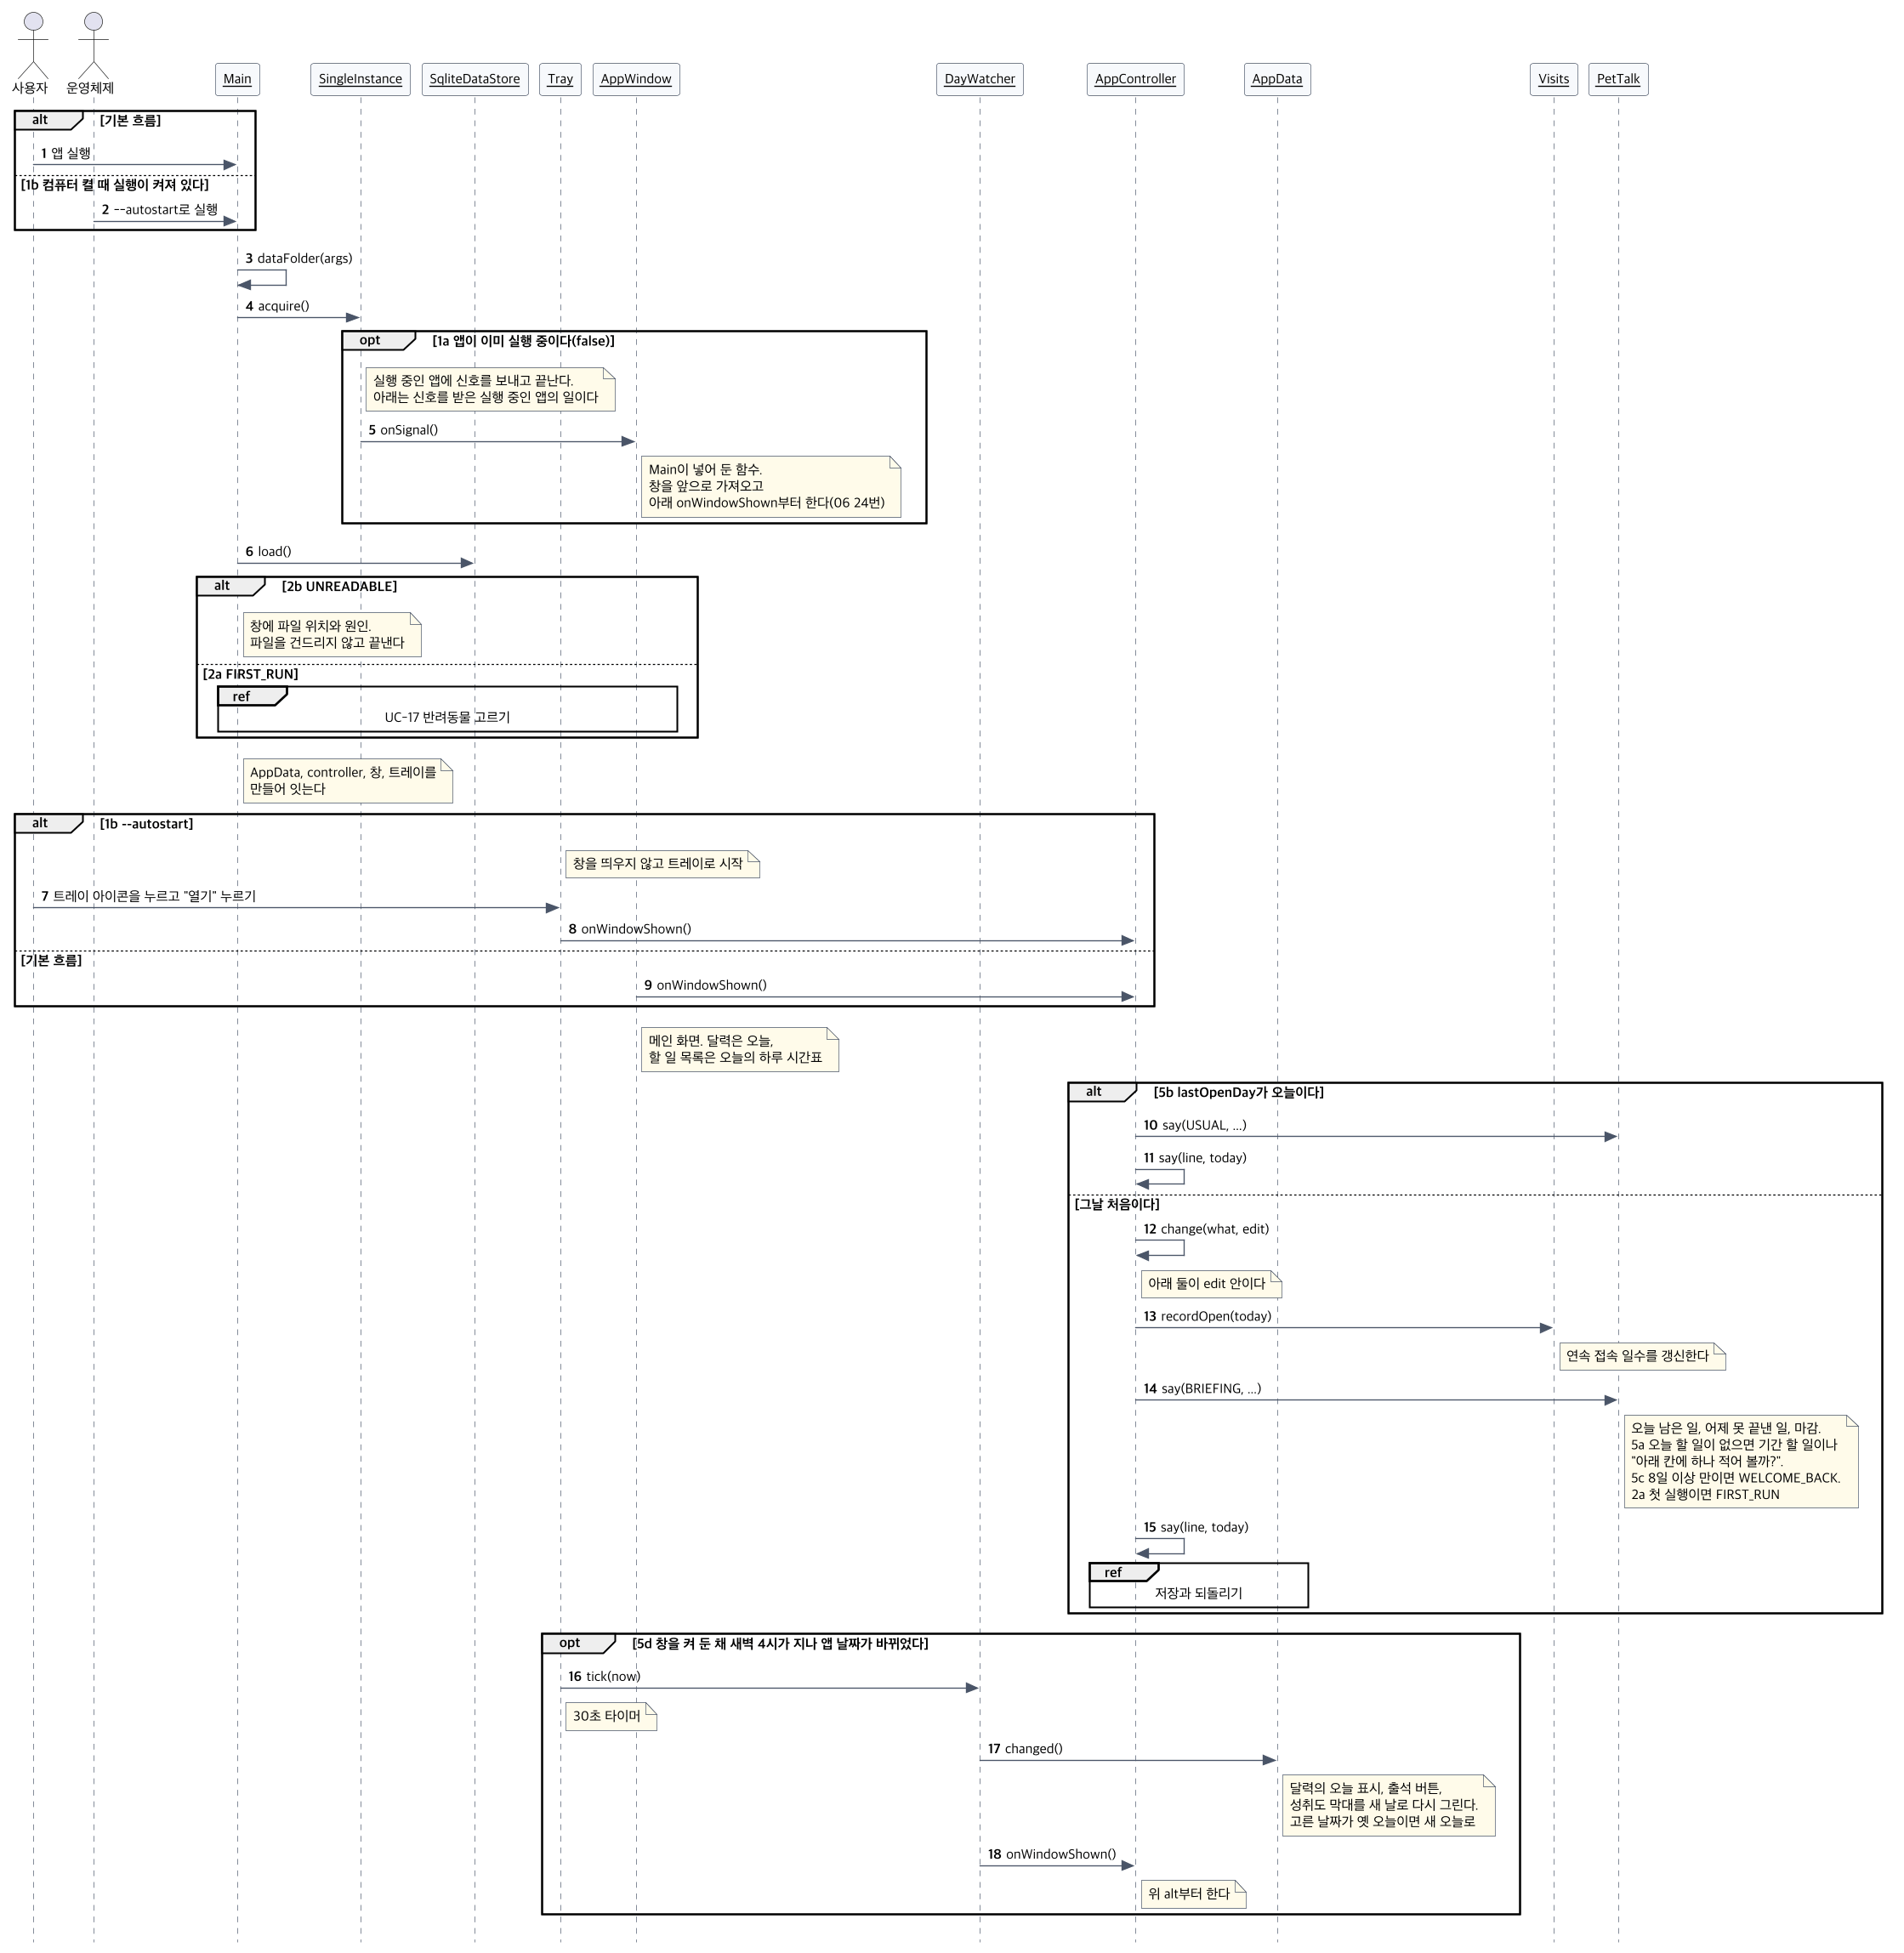 사용자
운영체제
Main
SingleInstance
SqliteDataStore
Tray
AppWindow
DayWatcher
AppController
AppData
Visits
PetTalk
alt [기본 흐름]
1 앱 실행
[1b 컴퓨터 켤 때 실행이 켜져 있다]
2 --autostart로 실행
3 dataFolder(args)
4 acquire()
opt [1a 앱이 이미 실행 중이다(false)]
실행 중인 앱에 신호를 보내고 끝난다.
아래는 신호를 받은 실행 중인 앱의 일이다
5 onSignal()
Main이 넣어 둔 함수.
창을 앞으로 가져오고
아래 onWindowShown부터 한다(06 24번)
6 load()
alt [2b UNREADABLE]
창에 파일 위치와 원인.
파일을 건드리지 않고 끝낸다
[2a FIRST_RUN]
ref
UC-17 반려동물 고르기
AppData, controller, 창, 트레이를
만들어 잇는다
alt [1b --autostart]
창을 띄우지 않고 트레이로 시작
7 트레이 아이콘을 누르고 "열기" 누르기
8 onWindowShown()
[기본 흐름]
9 onWindowShown()
메인 화면. 달력은 오늘,
할 일 목록은 오늘의 하루 시간표
alt [5b lastOpenDay가 오늘이다]
10 say(USUAL, ...)
11 say(line, today)
[그날 처음이다]
12 change(what, edit)
아래 둘이 edit 안이다
13 recordOpen(today)
연속 접속 일수를 갱신한다
14 say(BRIEFING, ...)
오늘 남은 일, 어제 못 끝낸 일, 마감.
5a 오늘 할 일이 없으면 기간 할 일이나
"아래 칸에 하나 적어 볼까?".
5c 8일 이상 만이면 WELCOME_BACK.
2a 첫 실행이면 FIRST_RUN
15 say(line, today)
ref
저장과 되돌리기
opt [5d 창을 켜 둔 채 새벽 4시가 지나 앱 날짜가 바뀌었다]
16 tick(now)
30초 타이머
17 changed()
달력의 오늘 표시, 출석 버튼,
성취도 막대를 새 날로 다시 그린다.
고른 날짜가 옛 오늘이면 새 오늘로
18 onWindowShown()
위 alt부터 한다